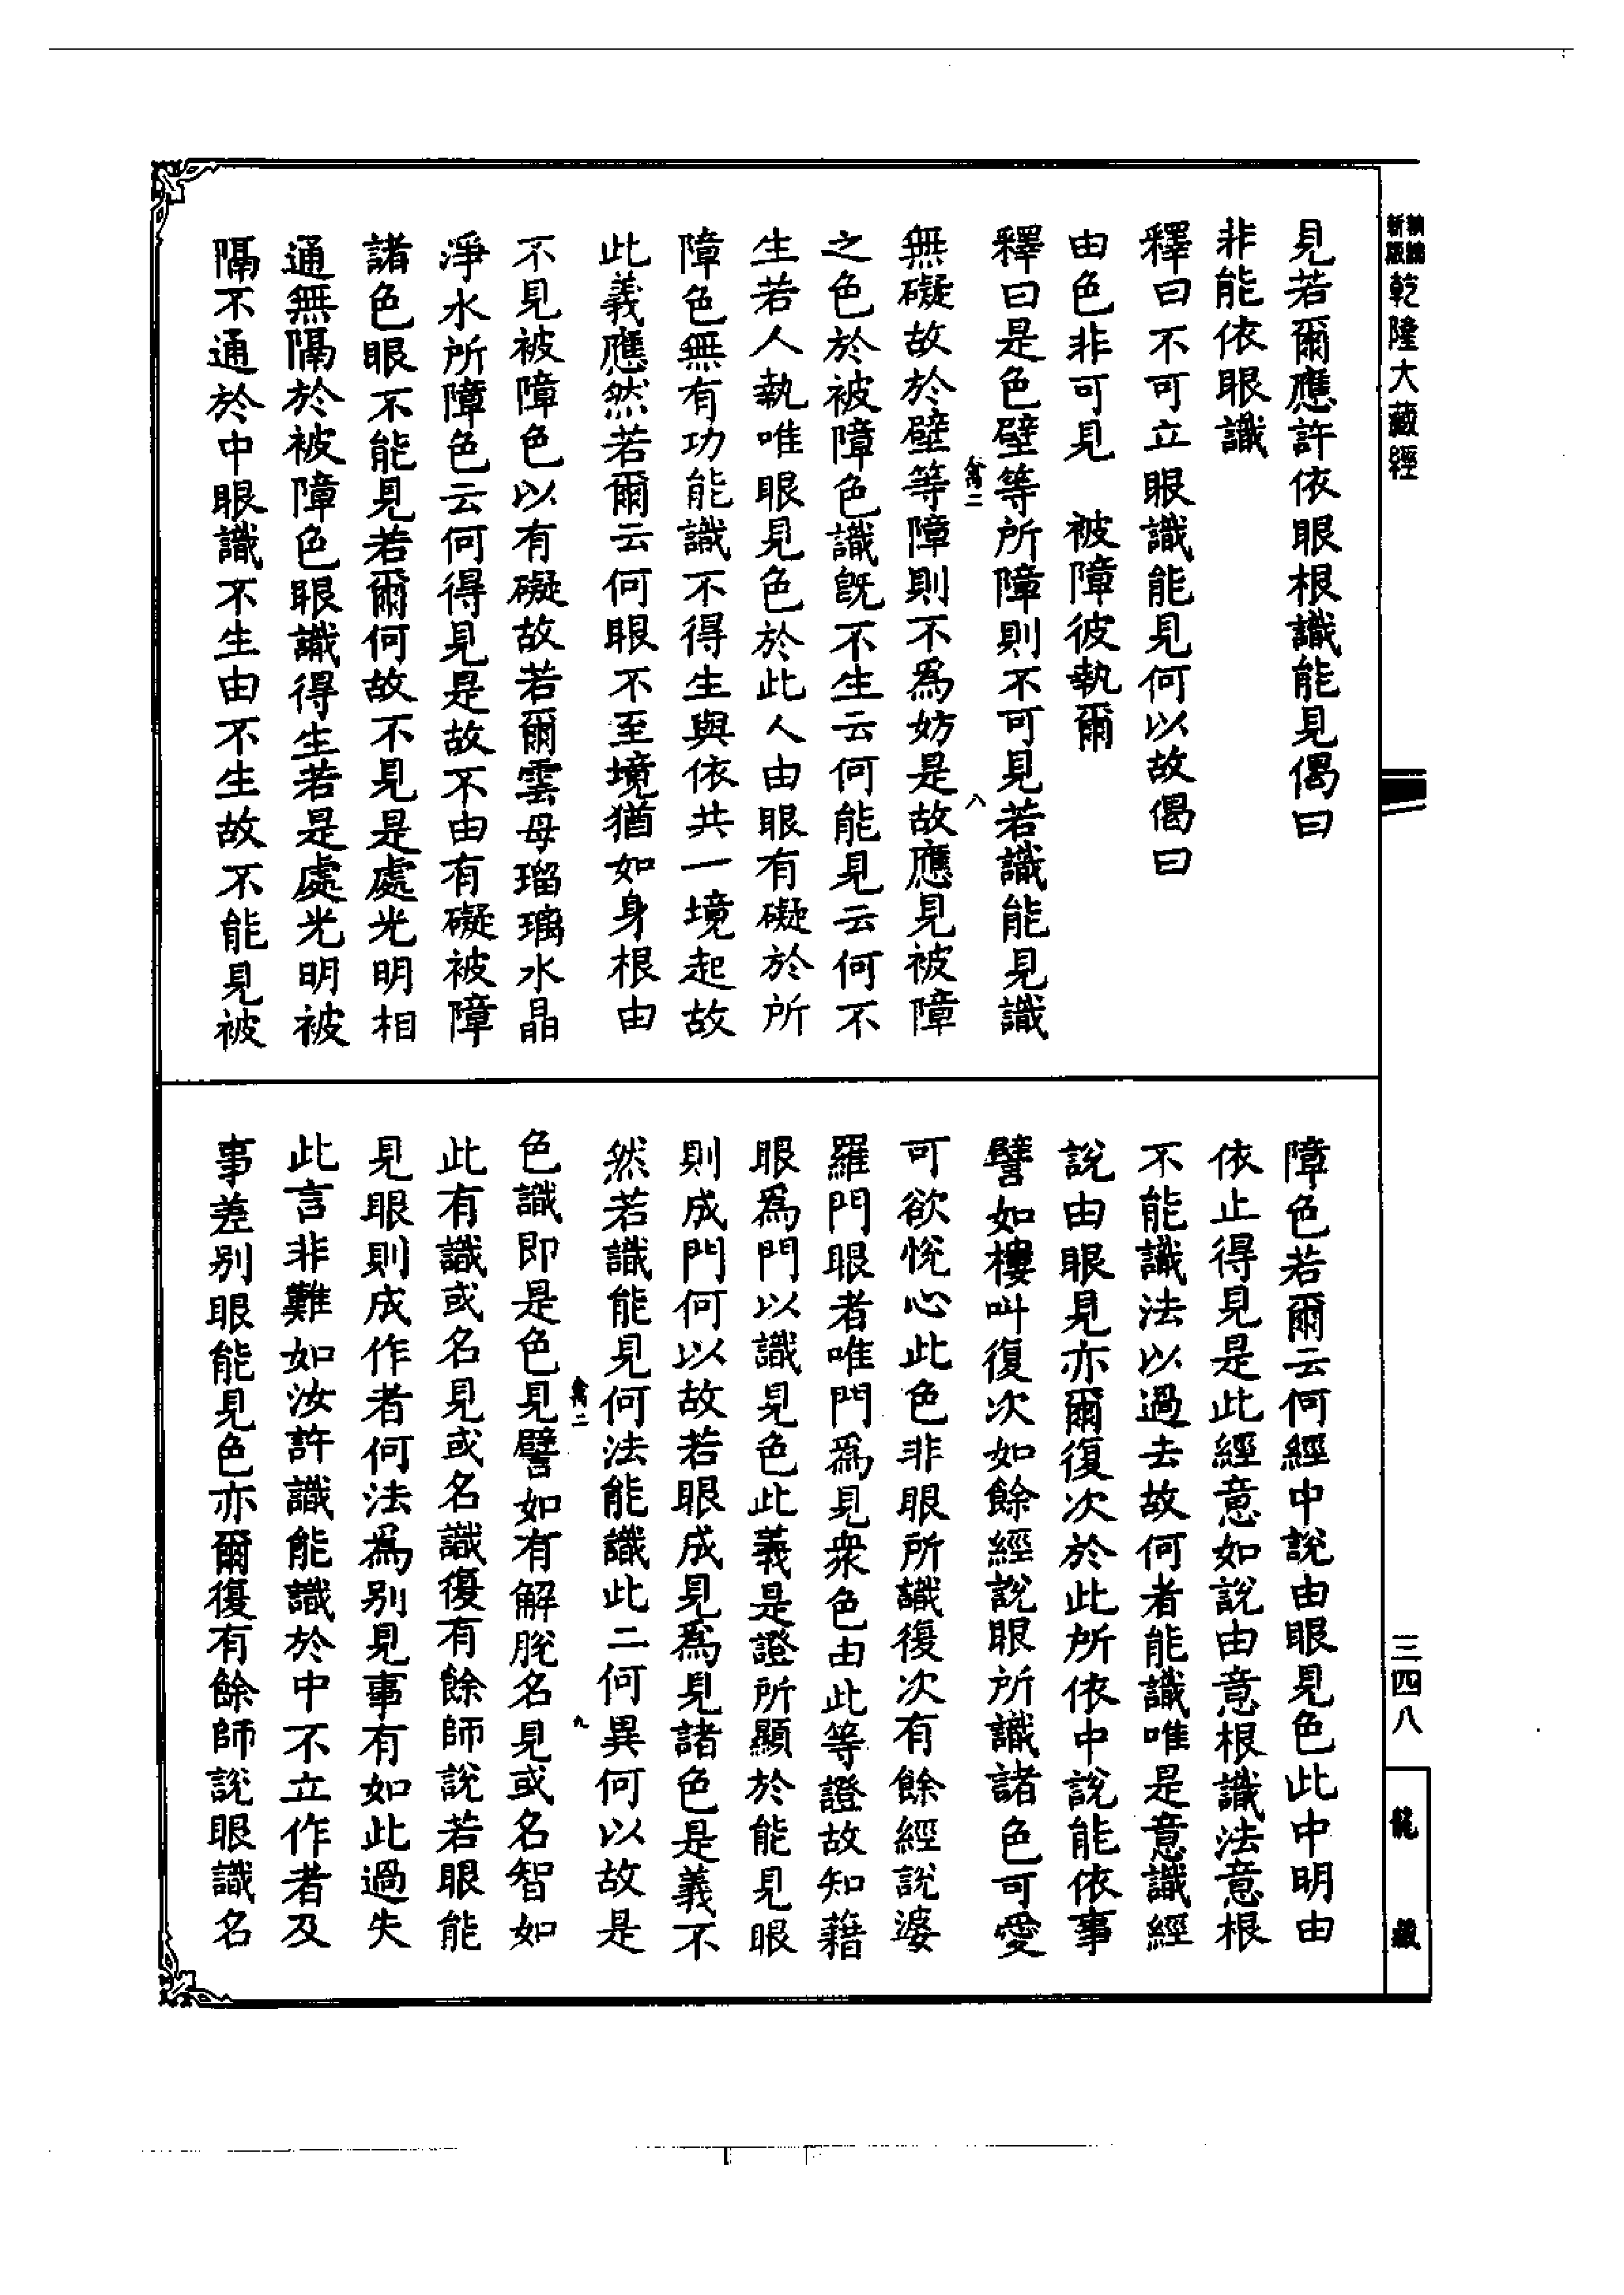 新編
新版
乾隆大藏經
見若爾應許依眼根識能見偈曰
非能依眼識
釋曰不可立眼識能見何以故偈曰
由色非可見　被障彼執爾
釋曰是色壁等所障則不可見若識能見識
禽二
八
無礙故於壁等障則不爲妨是故應見被障
之色於被障色識旣不生云何能見云何不
生若人執唯眼見色於此人由眼有礙於所
障色無有功能識不得生與依共一境起故
此義應然若爾云何眼不至境猶如身根由
不見被障色以有礙故若爾雲母瑠璃水晶
淨水所障色云何得見是故不由有礙被障
諸色眼不能見若爾何故不見是處光明相
通無隔於被障色眼識得生若是處光明被
隔不通於中眼識不生由不生故不能見被
障色若爾云何經中說由眼見色此中明由
依止得見是此經意如說由意根識法意根
不能識法以過去故何者能識唯是意識經
說由眼見亦爾復次於此所依中說能依事
譬如樓叫復次如餘經說眼所識諸色可愛
可欲悅心此色非眼所識復次有餘經說婆
羅門眼者唯門爲見衆色由此等證故知藉
眼爲門以識見色此義是證所顯於能見眼
則成門何以故若眼成見爲見諸色是義不
然若識能見何法能識此二何異何以故是
禽二
九
色識即是色見譬如有解脫名見或名智如
此有識或名見或名識復有餘師說若眼能
見眼則成作者何法爲別見事有如此過失
此言非難如汝許識能識於中不立作者及
事差別眼能見色亦爾復有餘師說眼識名
三四八
龍
藏